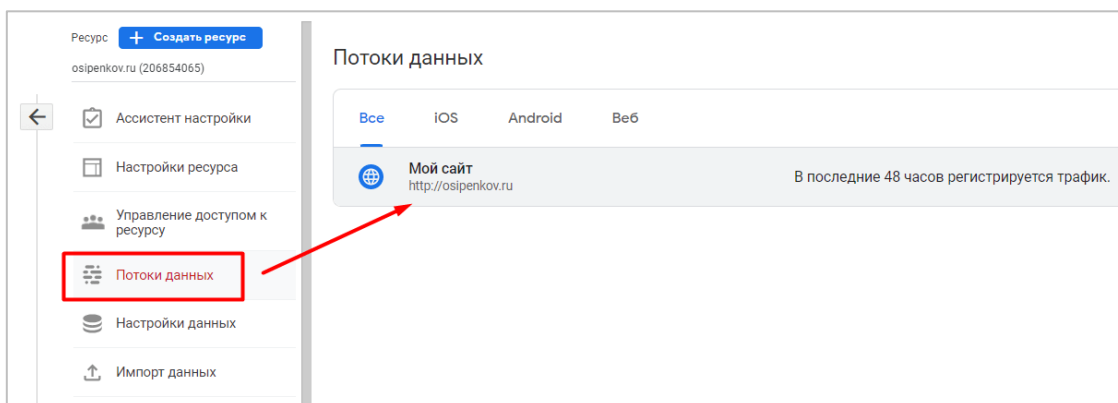 Ресурс
Создать ресурс
osipenkov.ru (206854065)
Ассистент настройки
Настройки ресурса
Управление доступом к
ресурсу
Потоки данных
Настройки данных
Импорт данных
Потоки данных
Все iOS Android Веб
Мой сайт
http://osipenkov.ru
В последние 48 часов регистрируется трафик.